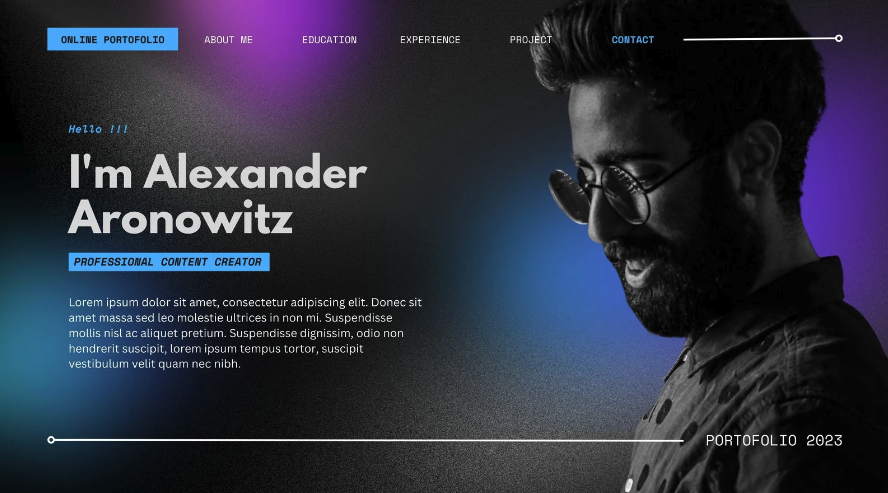 ONLINE PORTOFOLIO ABOUT ME EDUCATION EXPERIENCE PROJECT CONTACT
Hello !!!
I'm Alexander
Aronowitz
PROFESSIONAL CONTENT CREATOR
Lorem ipsum dolor sit amet, consectetur adipiscing elit. Donec sit
amet massa sed leo molestie ultrices in non mi. Suspendisse
mollis nisl ac aliquet pretium. Suspendisse dignissim, odio non
hendrerit suscipit, lorem ipsum tempus tortor, suscipit
vestibulum velit quam nec nibh.
PORTOFOLIO 2023